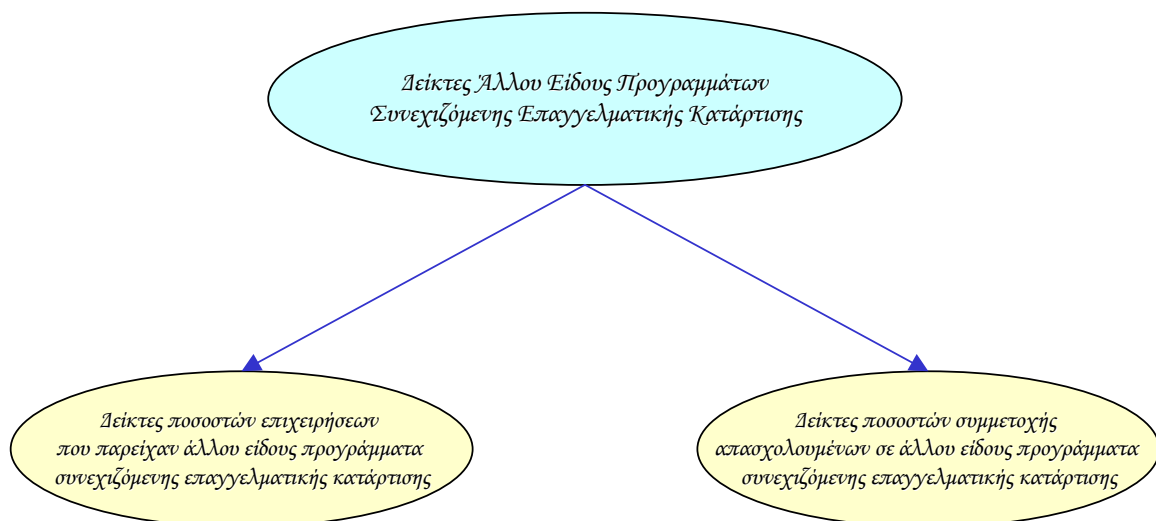 Δείκτες Άλλου Είδους Προγραμμάτων
Συνεχιζόμενης Επαγγελματικής Κατάρτισης
Δείκτες ποσοστών επιχειρήσεων
που παρείχαν άλλου είδους προγράμματα
συνεχιζόμενης επαγγελματικής κατάρτισης
Δείκτες ποσοστών συμμετοχής
απασχολουμένων σε άλλου είδους προγράμματα
συνεχιζόμενης επαγγελματικής κατάρτισης